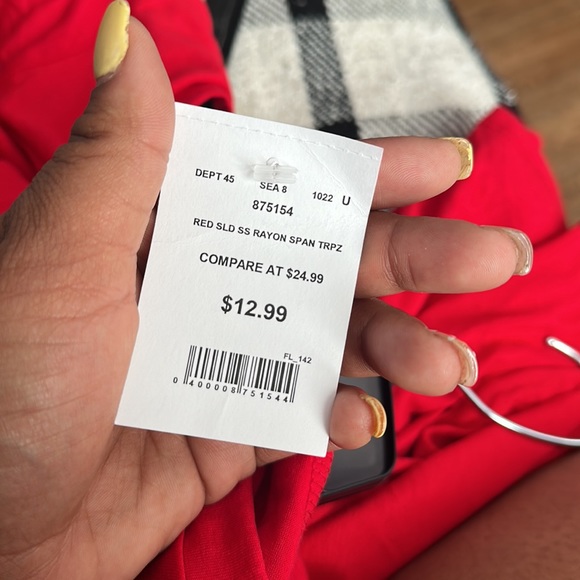 DEPT 45 SEA 8 1022 U
875154
RED SLD SS RAYON SPAN TRPZ
COMPARE AT $24.99
$12.99
FL_142
0 400008 751544